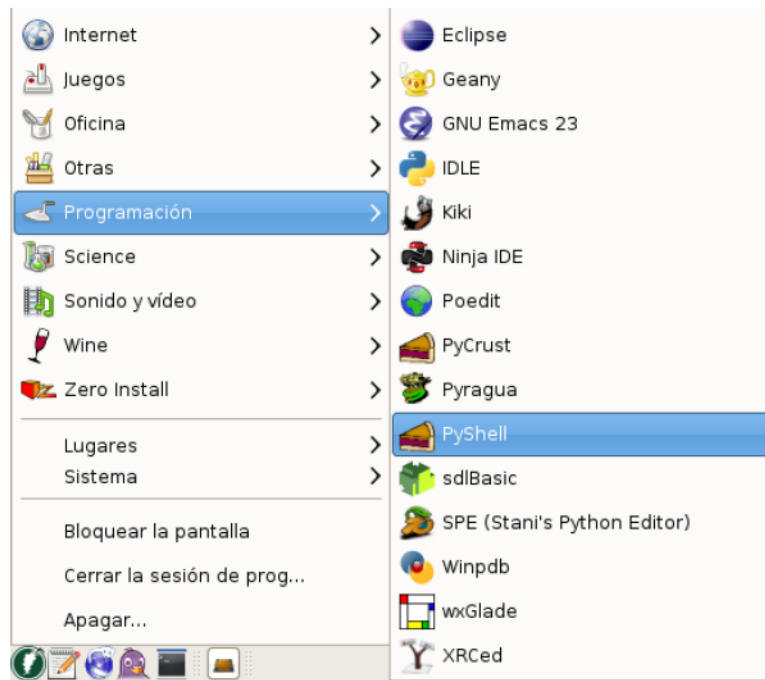 Internet
Juegos
Oficina
Otras
Programación
Science
Sonido y vídeo
Wine
Zero Install
Lugares
Sistema
Bloquear la pantalla
Cerrar la sesión de prog...
Apagar...
Eclipse
Geany
GNU Emacs 23
IDLE
Kiki
Ninja IDE
Poedit
PyCrust
Pyragua
PyShell
sdlBasic
SPE (Stani's Python Editor)
Winpdb
wxGlade
XRCed